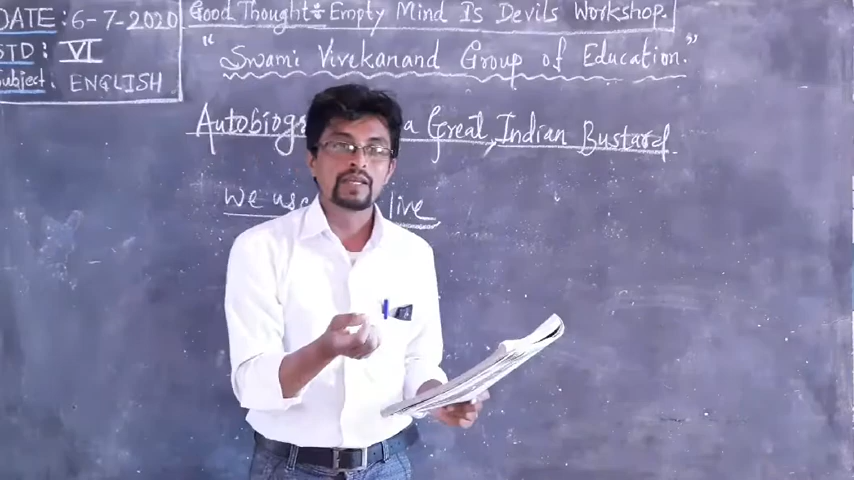 DATE : 6-7-2020
STD : VI
Subject : ENGLISH
Good Thought :- Empty Mind Is Devils Workshop.
"Swami Vivekanand Group of Education."
a Great Indian Bustard.
We live